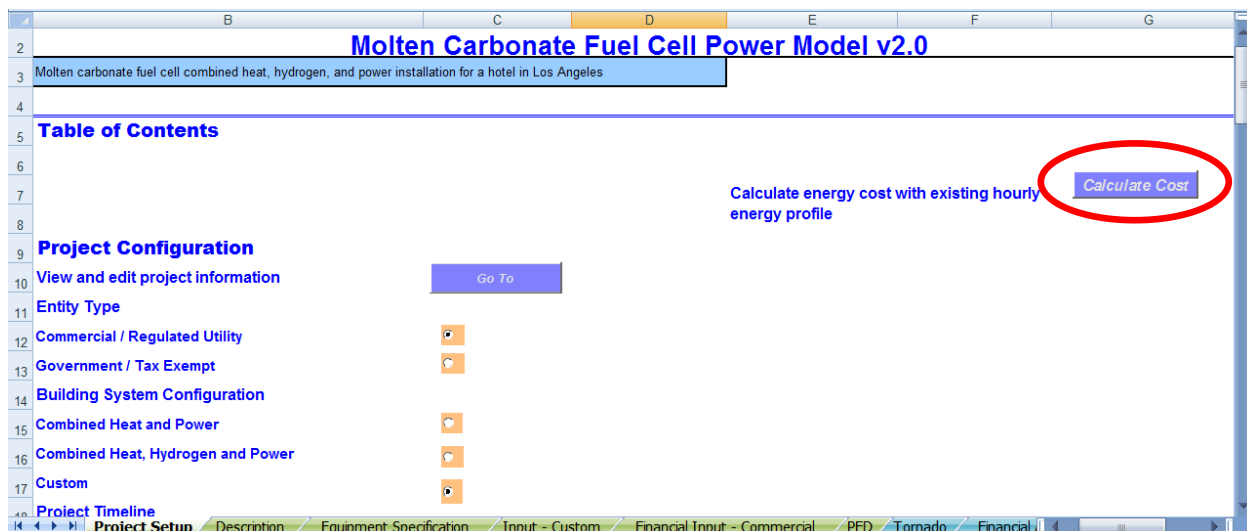 B C D E F G
2 Molten Carbonate Fuel Cell Power Model v2.0
3 Molten carbonate fuel cell combined heat, hydrogen, and power installation for a hotel in Los Angeles
4
5 Table of Contents
6
7 Calculate energy cost with existing hourly Calculate Cost
8 energy profile
9 Project Configuration
10 View and edit project information Go To
11 Entity Type
12 Commercial / Regulated Utility
13 Government / Tax Exempt
14 Building System Configuration
15 Combined Heat and Power
16 Combined Heat, Hydrogen and Power
17 Custom
18 Project Timeline
Project Setup Description Equipment Specification Input - Custom Financial Input - Commercial PED Tornado Financial